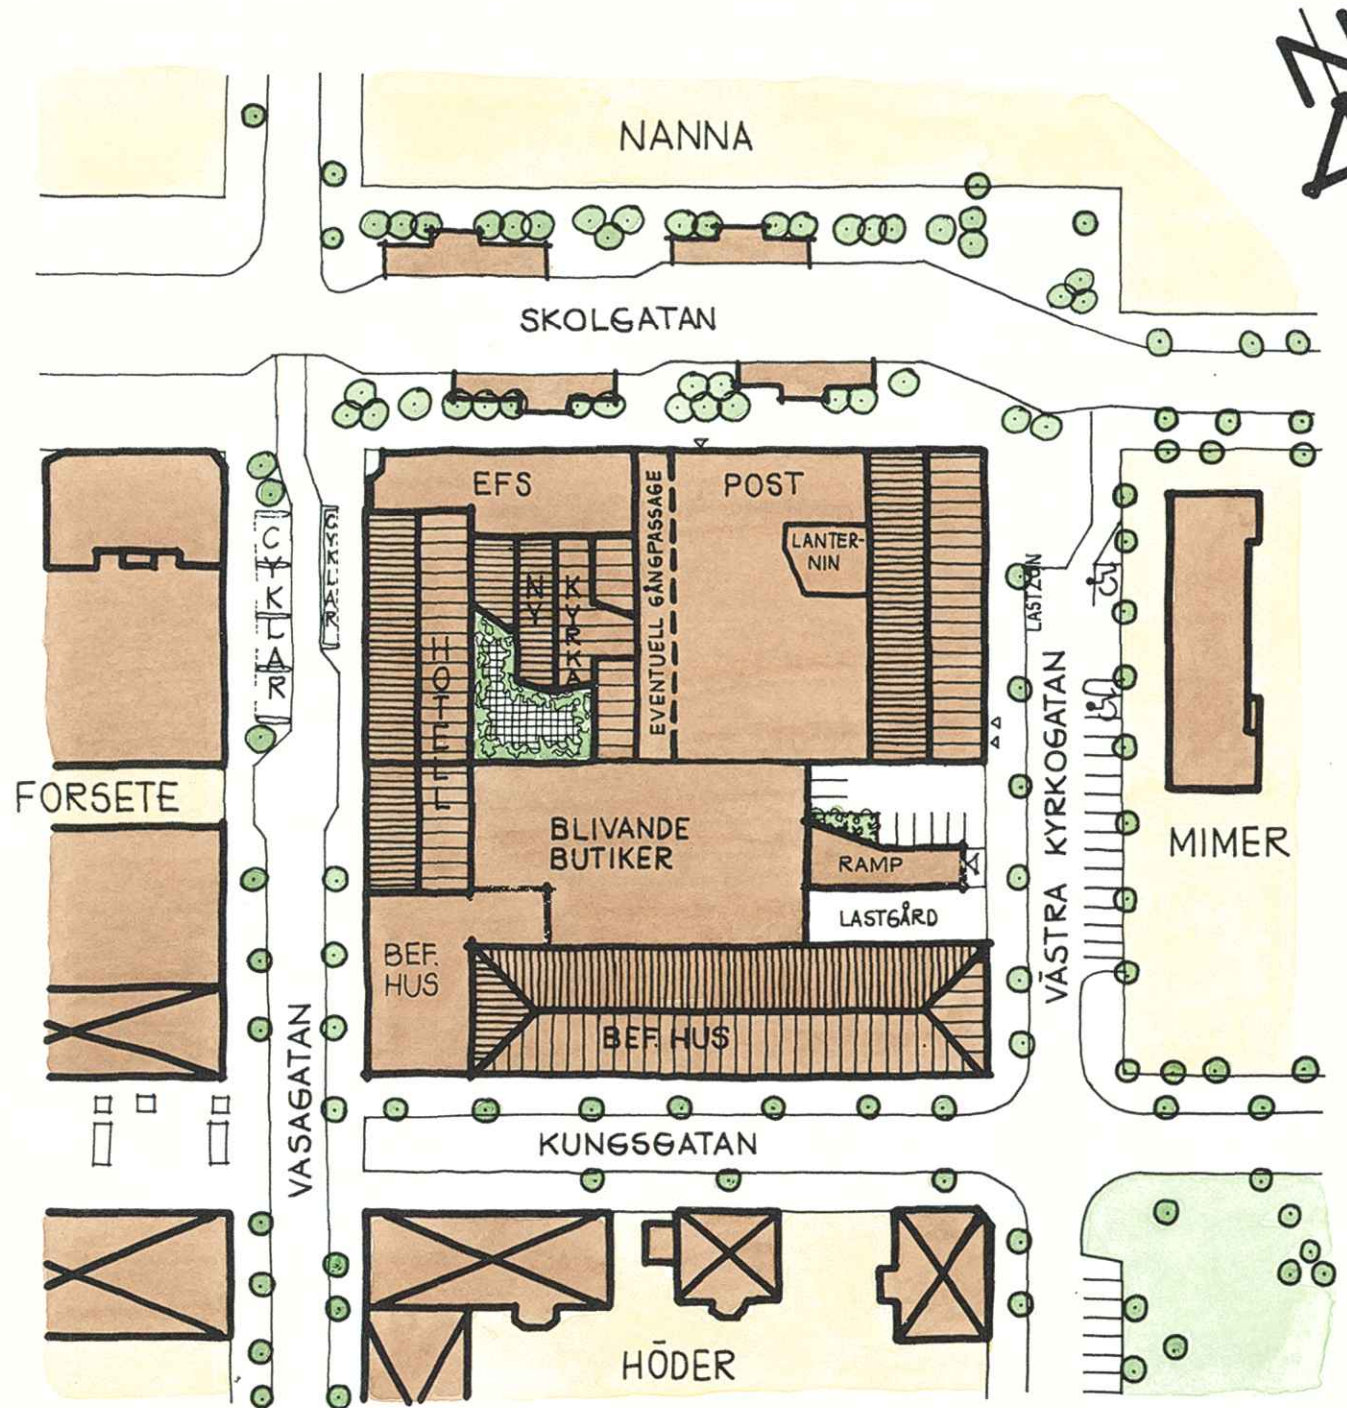 N
NANNA
SKOLGATAN
EFS
POST
LANTER-
NIN
CYKLAR
CYKLAR
NY
KYRKA
HOTELL
EVENTUELL GÅNGPASSAGE
LASTZON
VÄSTRA KYRKOGATAN
FORSETE
BLIVANDE
BUTIKER
RAMP
MIMER
LASTGÅRD
BEF.
HUS
BEF. HUS
VASAGATAN
KUNGSGATAN
HÖDER